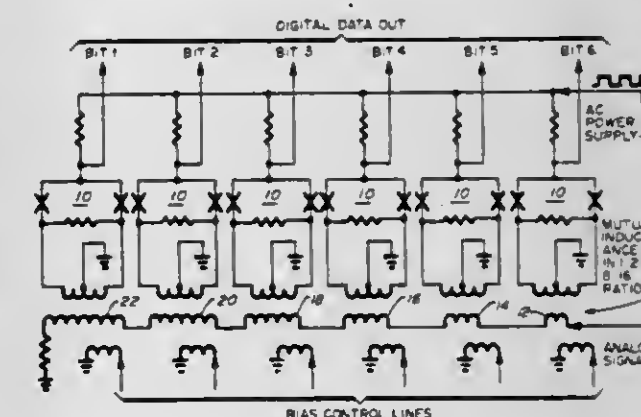 DIGITAL DATA OUT
BIT 1 BIT 2 BIT 3 BIT 4 BIT 5 BIT 6
AC
POWER
SUPPLY
10 10 10 10 10 10
MUTU
INDUC
ANCE
IN 1 2
8 16
RATIO
22 20 18 16 14 12
ANALO
SIGNA
BIAS CONTROL LINES